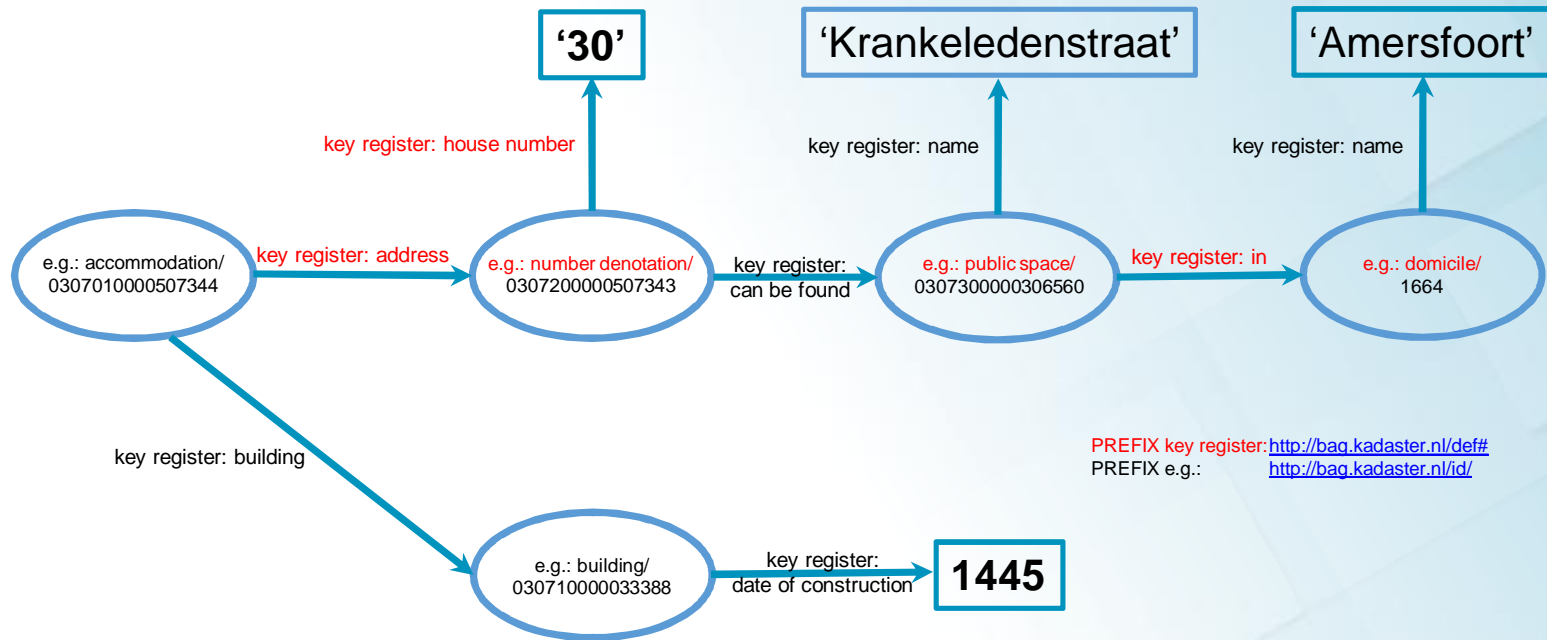 ‘30’
‘Krankeledenstraat’
‘Amersfoort’
key register: house number
key register: name
key register: name
e.g.: accommodation/
0307010000507344
key register: address
e.g.: number denotation/
0307200000507343
key register:
can be found
e.g.: public space/
0307300000306560
key register: in
e.g.: domicile/
1664
key register: building
PREFIX key register: http://bag.kadaster.nl/def#
PREFIX e.g.: http://bag.kadaster.nl/id/
e.g.: building/
030710000033388
key register:
date of construction
1445